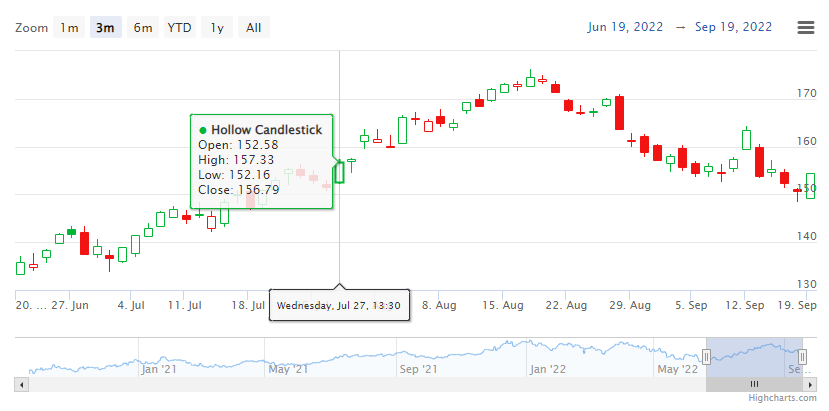 Zoom 1m 3m 6m YTD 1y All Jun 19, 2022 → Sep 19, 2022
170
160
150
140
130
● Hollow Candlestick
Open: 152.58
High: 157.33
Low: 152.16
Close: 156.79
20. ... 27. Jun 4. Jul 11. Jul 18. Jul 8. Aug 15. Aug 22. Aug 29. Aug 5. Sep 12. Sep 19. Sep
Wednesday, Jul 27, 13:30
Jan '21 May '21 Sep '21 Jan '22 May '22 Se...
Highcharts.com